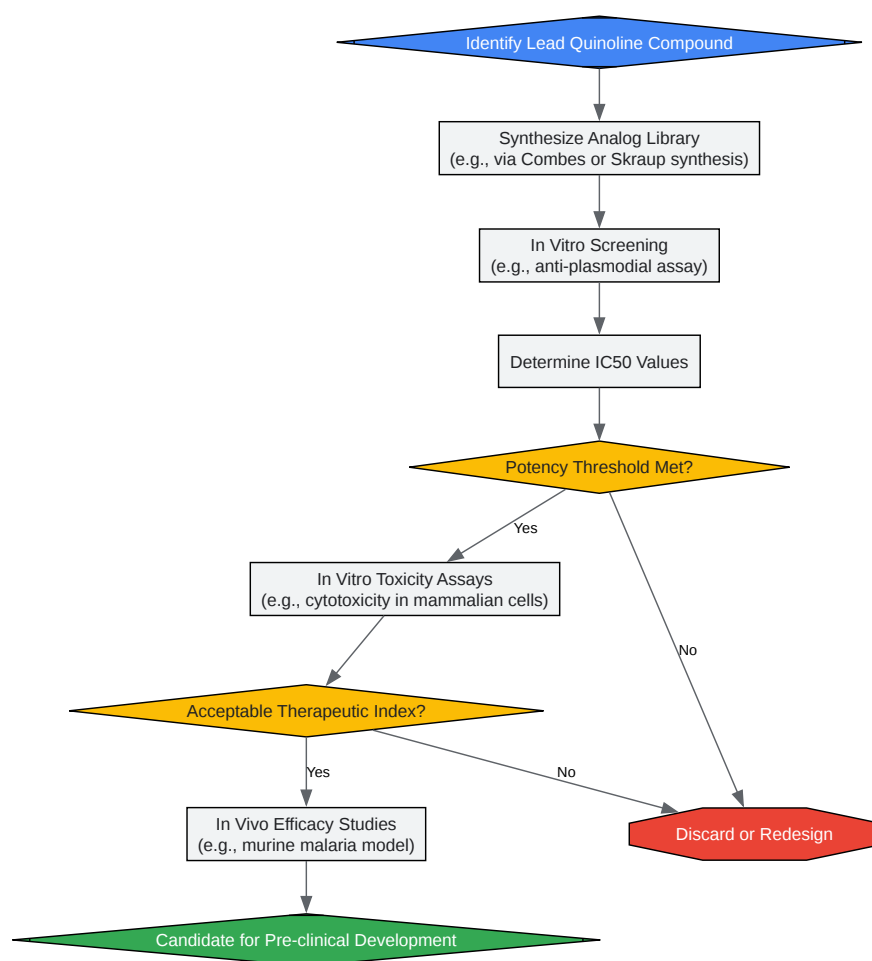 Identify Lead Quinoline Compound
Synthesize Analog Library
(e.g., via Combes or Skraup synthesis)
In Vitro Screening
(e.g., anti-plasmodial assay)
Determine IC50 Values
Potency Threshold Met?
Yes
In Vitro Toxicity Assays
(e.g., cytotoxicity in mammalian cells)
No
Acceptable Therapeutic Index?
Yes
No
In Vivo Efficacy Studies
(e.g., murine malaria model)
Discard or Redesign
Candidate for Pre-clinical Development